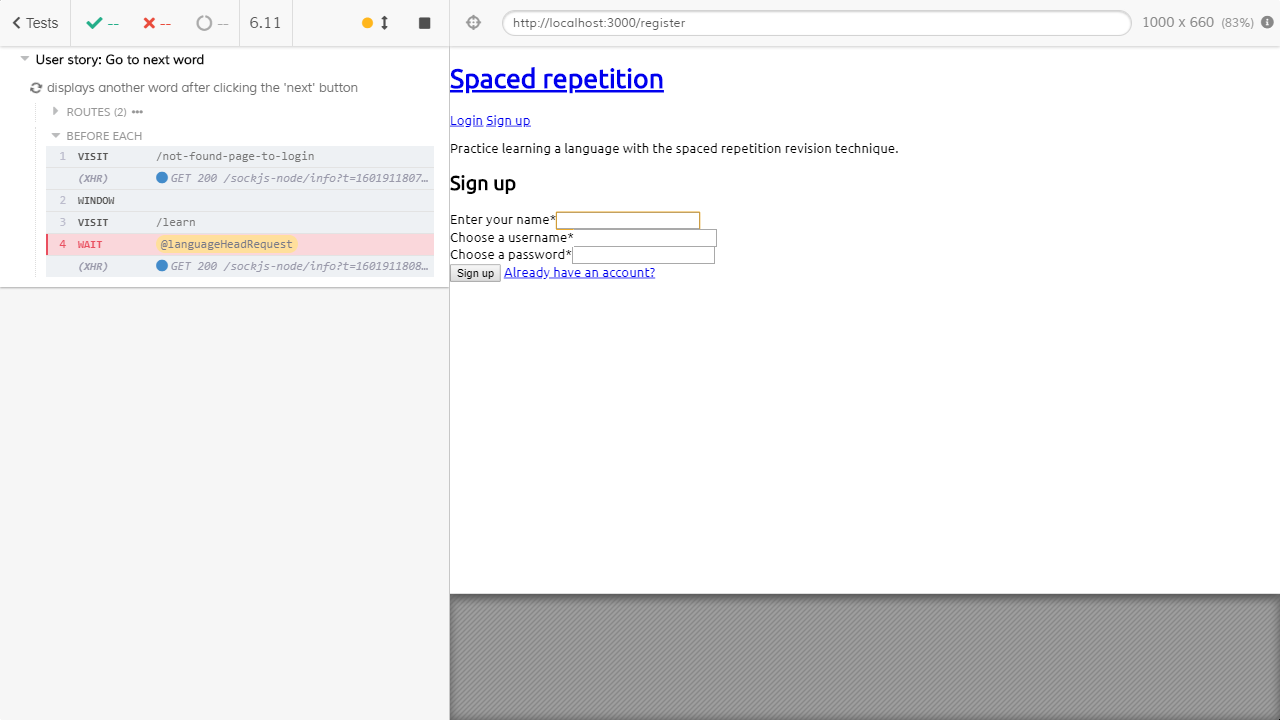 Tests -- -- -- 6.11
http://localhost:3000/register 1000 x 660 (83%)
User story: Go to next word
displays another word after clicking the 'next' button
ROUTES (2)
BEFORE EACH
1 VISIT /not-found-page-to-login
(XHR) GET 200 /sockjs-node/info?t=1601911807…
2 WINDOW
3 VISIT /learn
4 WAIT @languageHeadRequest
(XHR) GET 200 /sockjs-node/info?t=1601911808…
Spaced repetition
Login Sign up
Practice learning a language with the spaced repetition revision technique.
Sign up
Enter your name*
Choose a username*
Choose a password*
Sign up Already have an account?